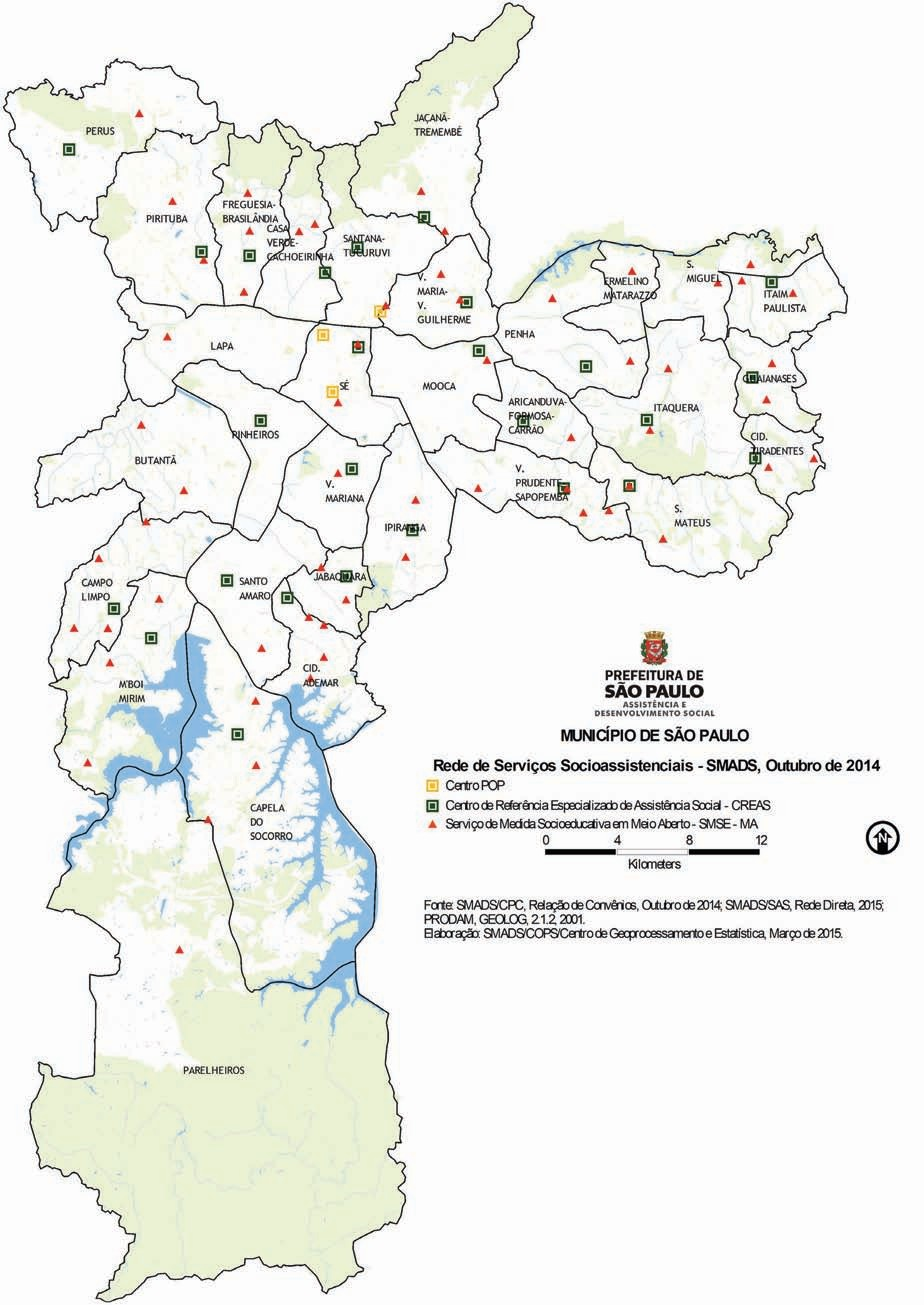 JAÇANÃ-
TREMEMBÉ
PERUS
PIRITUBA
FREGUESIA-
BRASILÂNDIA
CASA
VERDE-
CACHOEIRINHA
SANTANA-
TUCURUVI
V.
MARIA-
V.
GUILHERME
ERMELINO
MATARAZZO
S.
MIGUEL
ITAIM
PAULISTA
PENHA
LAPA
SÉ
MOOCA
GUAIANASES
ARICANDUVA-
FORMOSA-
CARRÃO
ITAQUERA
PINHEIROS
BUTANTÃ
CID.
TIRADENTES
V.
MARIANA
V.
PRUDENTE
SAPOPEMBA
S.
MATEUS
IPIRANGA
CAMPO
LIMPO
SANTO
AMARO
JABAQUARA
CID.
ADEMAR
M'BOI
MIRIM
CAPELA
DO
SOCORRO
PARELHEIROS
PREFEITURA DE
SÃO PAULO
ASSISTÊNCIA E
DESENVOLVIMENTO SOCIAL
MUNICÍPIO DE SÃO PAULO
Rede de Serviços Socioassistenciais - SMADS, Outubro de 2014
Centro POP
Centro de Referência Especializado de Assistência Social - CREAS
Serviço de Medida Socioeducativa em Meio Aberto - SMSE - MA
0 4 8 12
Kilometers
N
Fonte: SMADS/CPC, Relação de Convênios, Outubro de 2014; SMADS/SAS, Rede Direta, 2015;
PRODAM, GEOLOG, 2.1.2, 2001.
Elaboração: SMADS/COPS/Centro de Geoprocessamento e Estatística, Março de 2015.